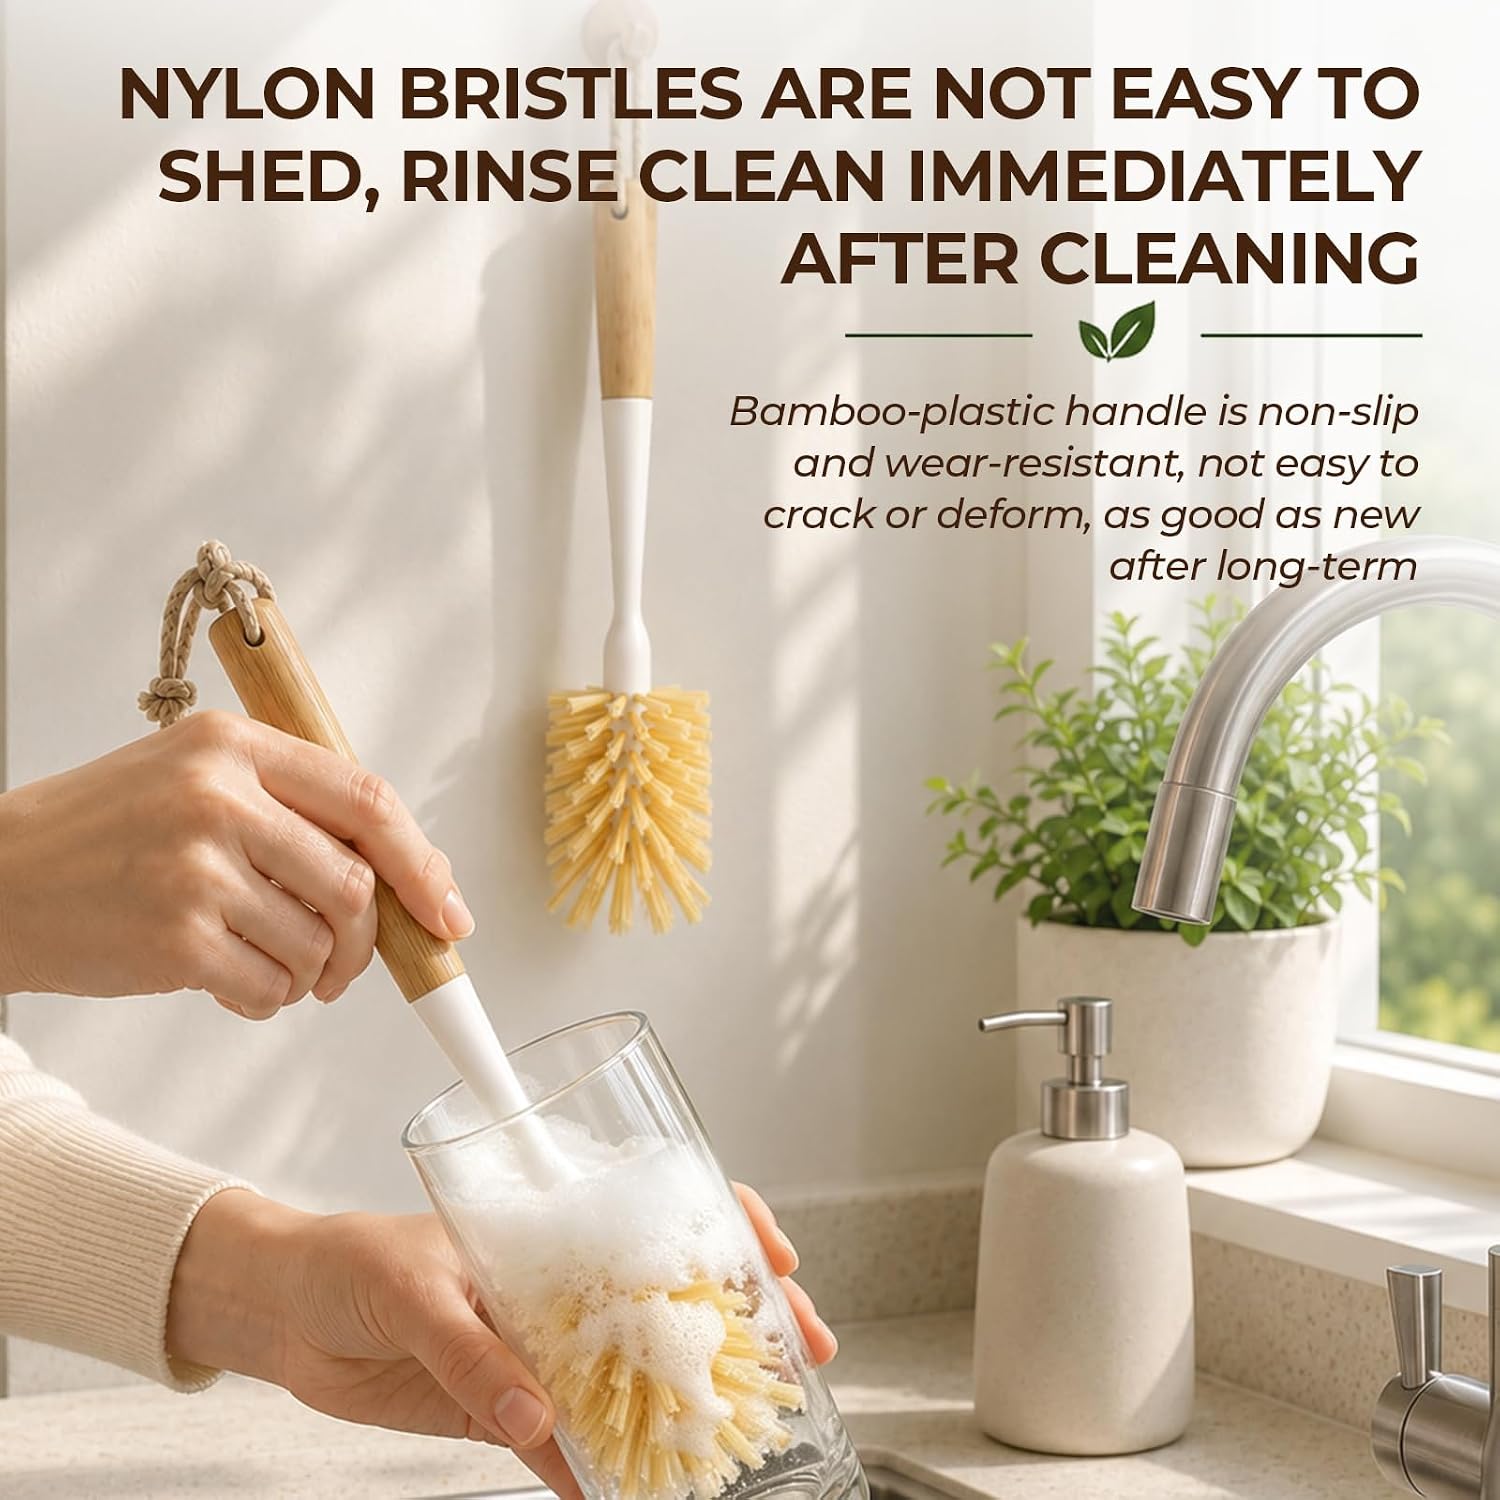 NYLON BRISTLES ARE NOT EASY TO
SHED, RINSE CLEAN IMMEDIATELY
AFTER CLEANING
Bamboo-plastic handle is non-slip
and wear-resistant, not easy to
crack or deform, as good as new
after long-term